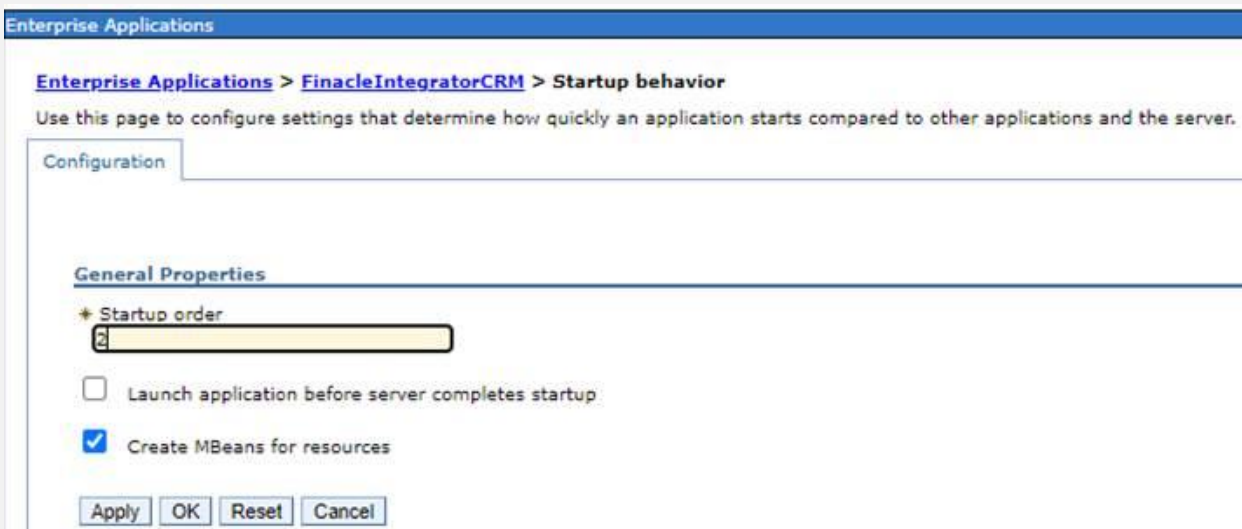 Enterprise Applications
Enterprise Applications > FinacleIntegratorCRM > Startup behavior
Use this page to configure settings that determine how quickly an application starts compared to other applications and the server.
Configuration
General Properties
* Startup order
2
Launch application before server completes startup
Create MBeans for resources
Apply OK Reset Cancel